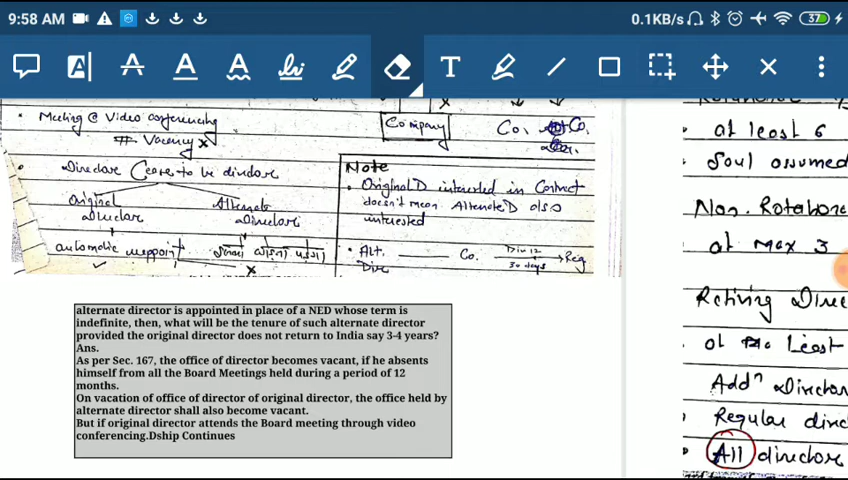 9:58 AM
0.1KB/s
37
A
A
A
T
Meeting @ Video conferencing
Vacancy x
Company
Co.
Co.
Director Cease to be director
Original Director
Alternate Director
automatic reappoint
x
Note
Original D interested in Contract
doesn't mean Alternate D also
interested
Alt. Dir
Co.
Dir 12
30 days
Reg
alternate director is appointed in place of a NED whose term is
indefinite, then, what will be the tenure of such alternate director
provided the original director does not return to India say 3-4 years?
Ans.
As per Sec. 167, the office of director becomes vacant, if he absents
himself from all the Board Meetings held during a period of 12
months.
On vacation of office of director of original director, the office held by
alternate director shall also become vacant.
But if original director attends the Board meeting through video
conferencing.Dship Continues
at least 6
Soul assumed
Non. Rotationa
at max 3
Retiring Direc
at Least
Addⁿ Director
Regular direc
All director